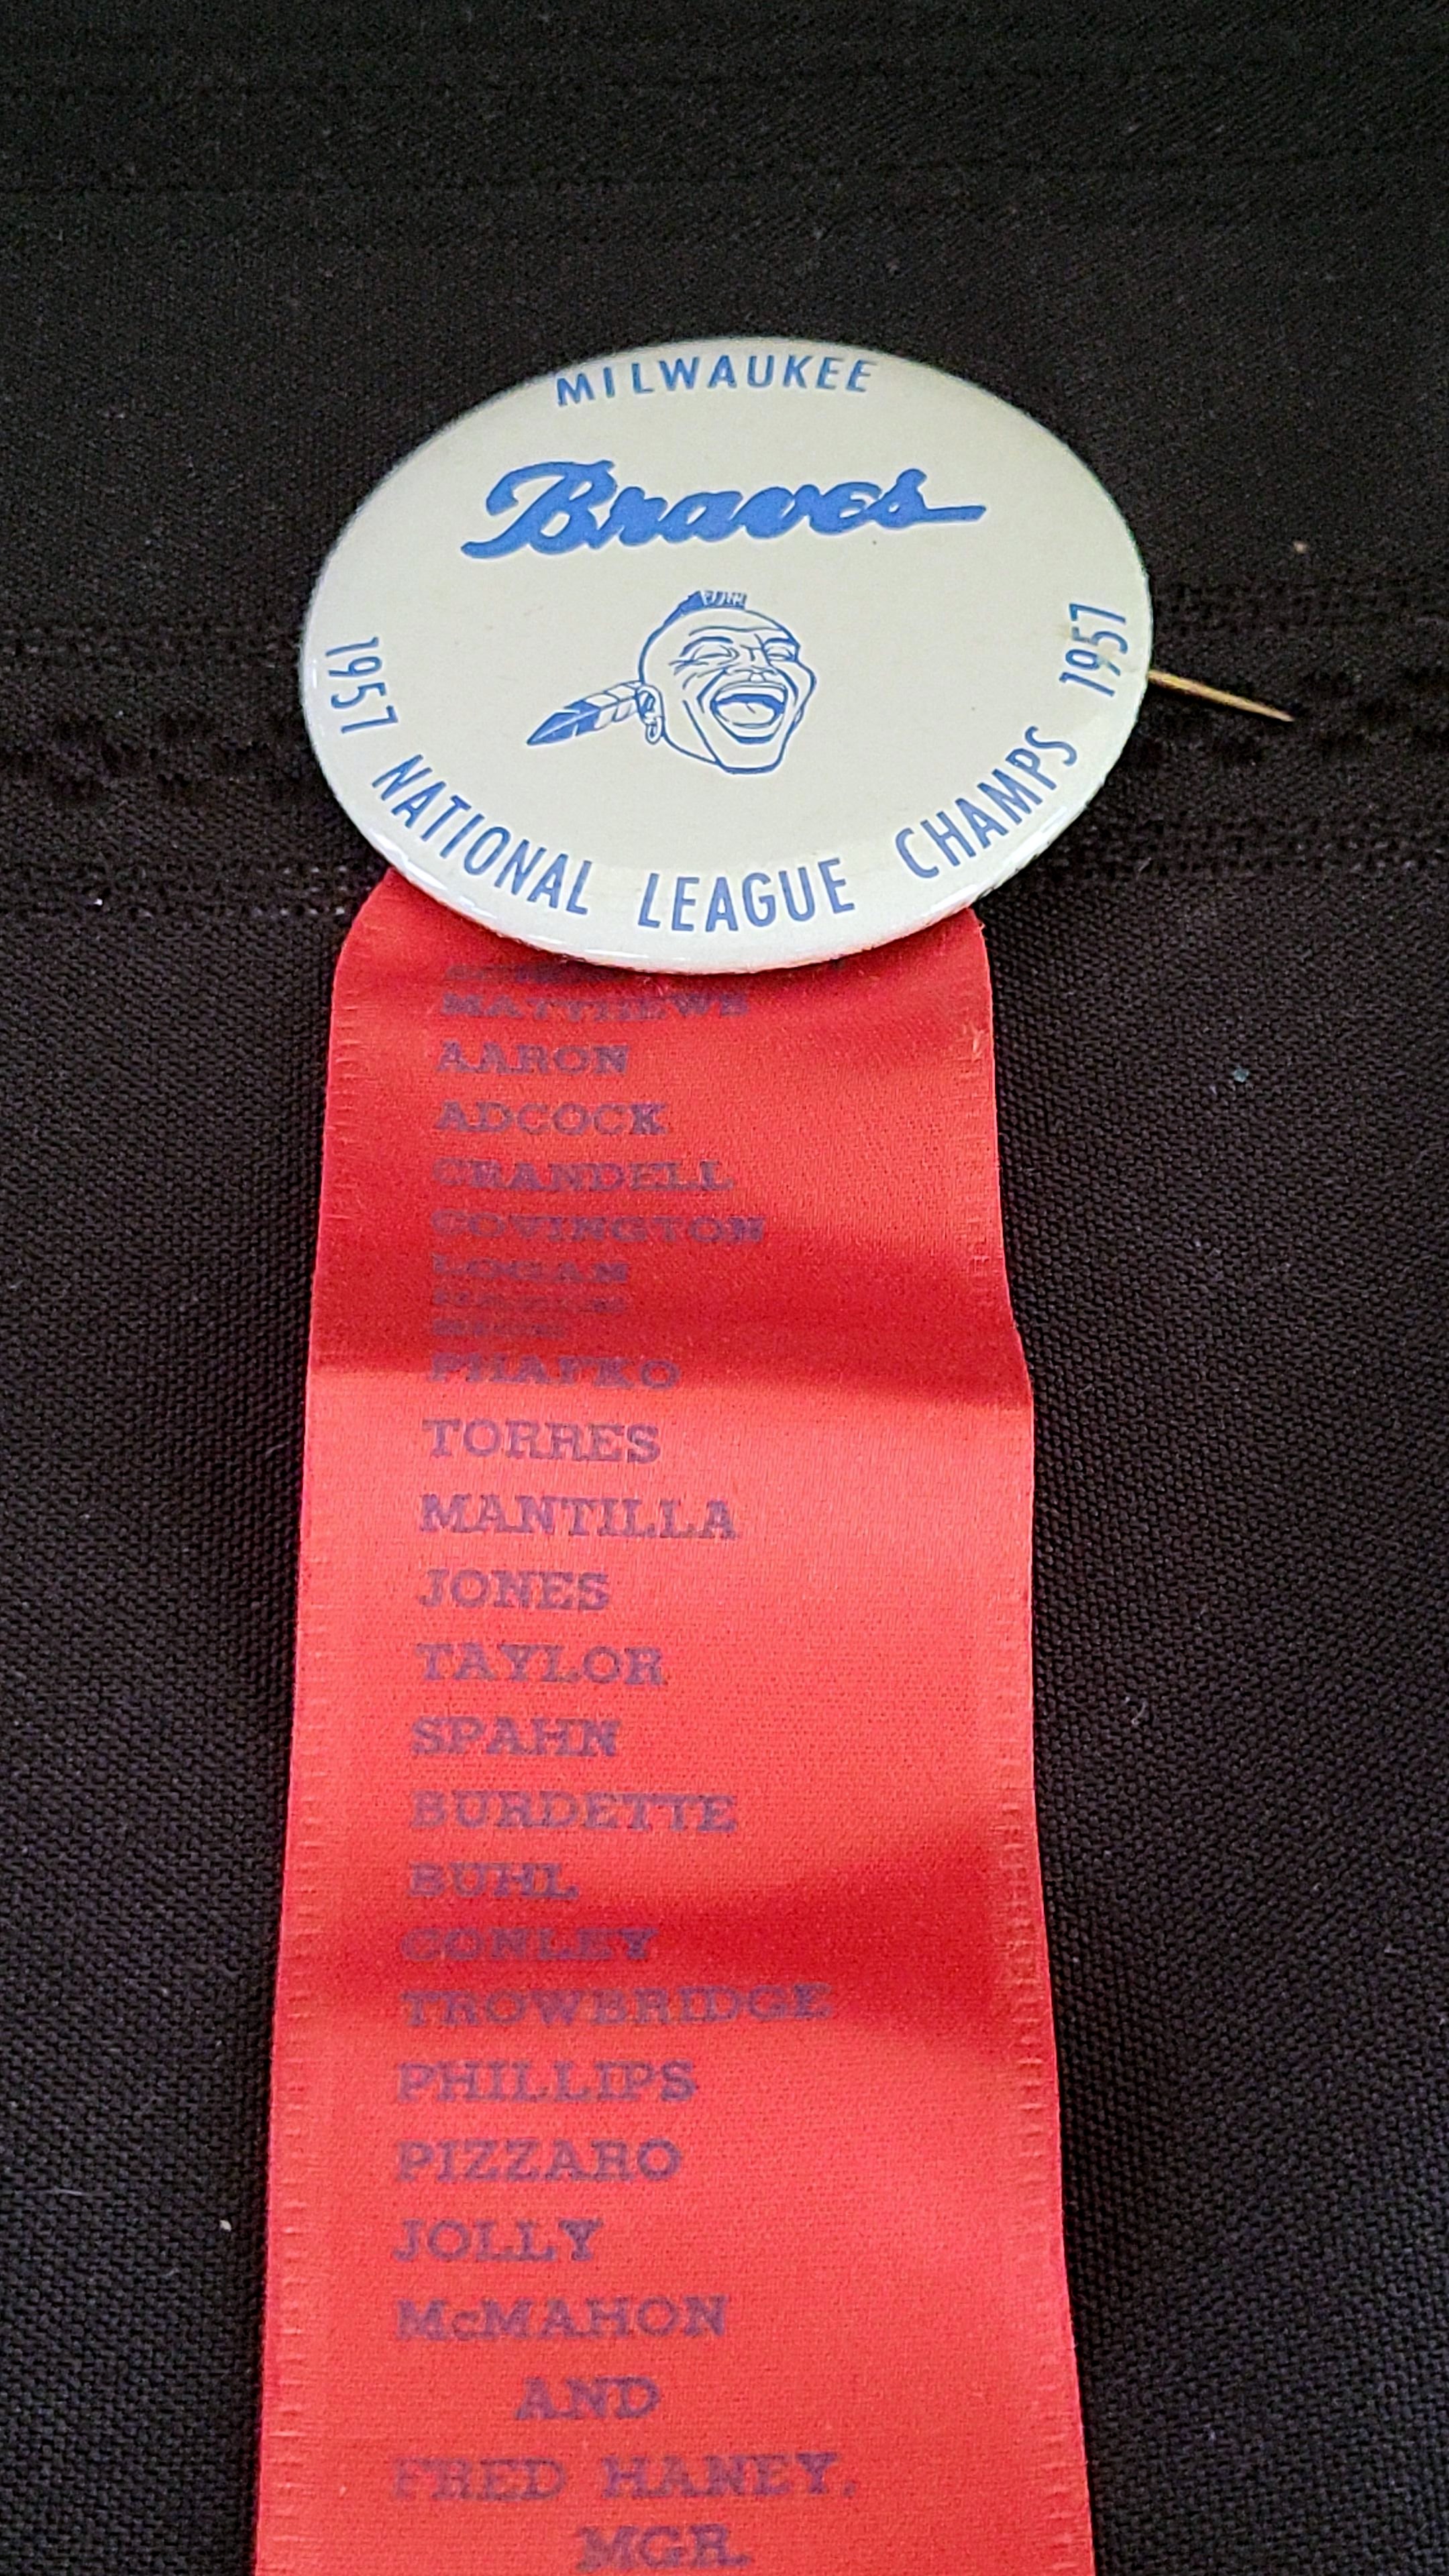 MILWAUKEE
Braves
1957 NATIONAL LEAGUE CHAMPS 1957
MATTHEWS
AARON
ADCOCK
CRANDELL
COVINGTON
LOGAN
PHAFKO
TORRES
MANTILLA
JONES
TAYLOR
SPAHN
BURDETTE
BUHL
CONLEY
TROWBRIDGE
PHILLIPS
PIZZARO
JOLLY
McMAHON
AND
FRED HANEY,
MGR.